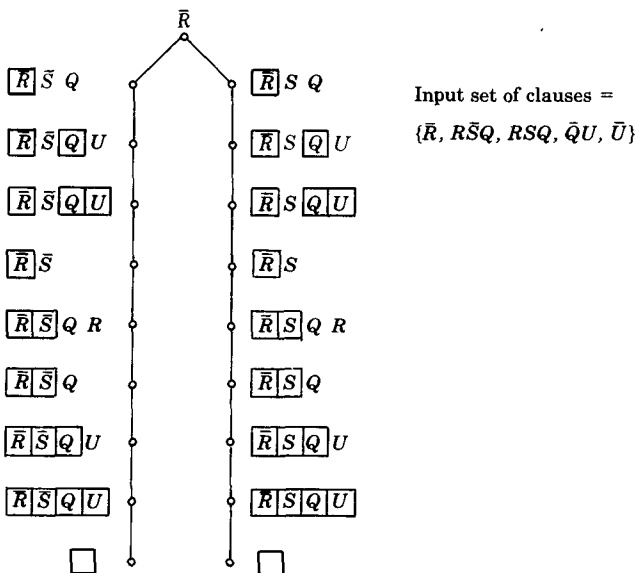 R̄
R̄ S̄ Q
R̄ S Q
Input set of clauses =
{R̄, RS̄Q, RSQ, Q̄U, Ū}
R̄ S̄ Q U
R̄ S Q U
R̄ S̄ Q U
R̄ S Q U
R̄ S̄
R̄ S
R̄ S̄ Q R
R̄ S Q R
R̄ S̄ Q
R̄ S Q
R̄ S̄ Q U
R̄ S Q U
R̄ S̄ Q U
R̄ S Q U